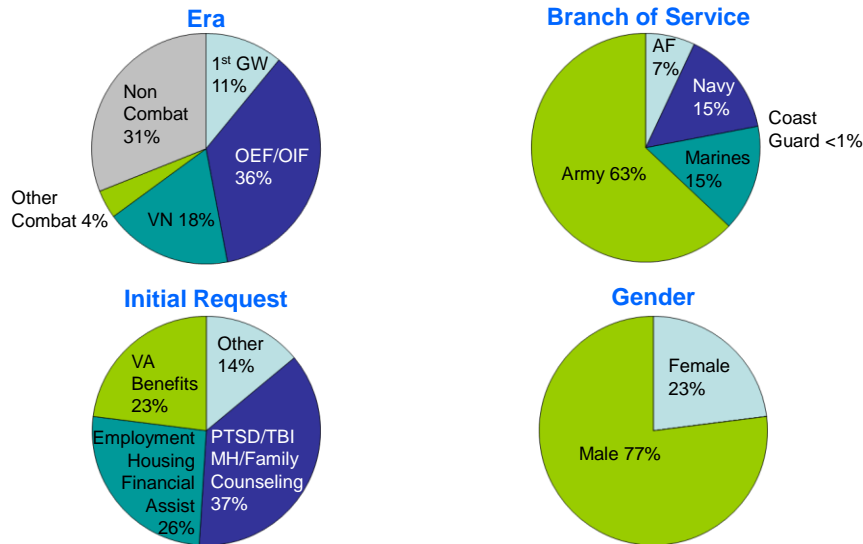 Era
1st GW
11%
OEF/OIF
36%
VN 18%
Other
Combat 4%
Non
Combat
31%
Branch of Service
AF
7%
Navy
15%
Coast
Guard <1%
Marines
15%
Army 63%
Initial Request
Other
14%
PTSD/TBI
MH/Family
Counseling
37%
Employment
Housing
Financial
Assist
26%
VA
Benefits
23%
Gender
Female
23%
Male 77%